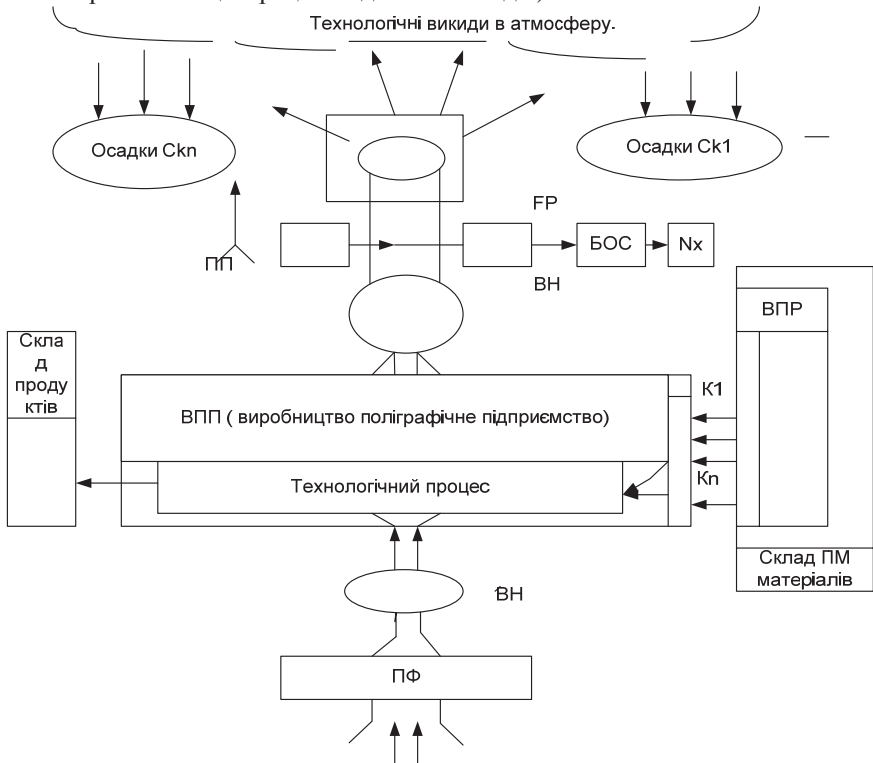 Технологічні викиди в атмосферу.
Осадки Ckn
Осадки Ck1
FP
БОС
Nx
ПП
ВН
ВПР
Скла
д
проду
ктів
К1
ВПП ( виробництво поліграфічне підприємство)
Кn
Технологічний процес
Склад ПМ
матеріалів
ВН
ПФ